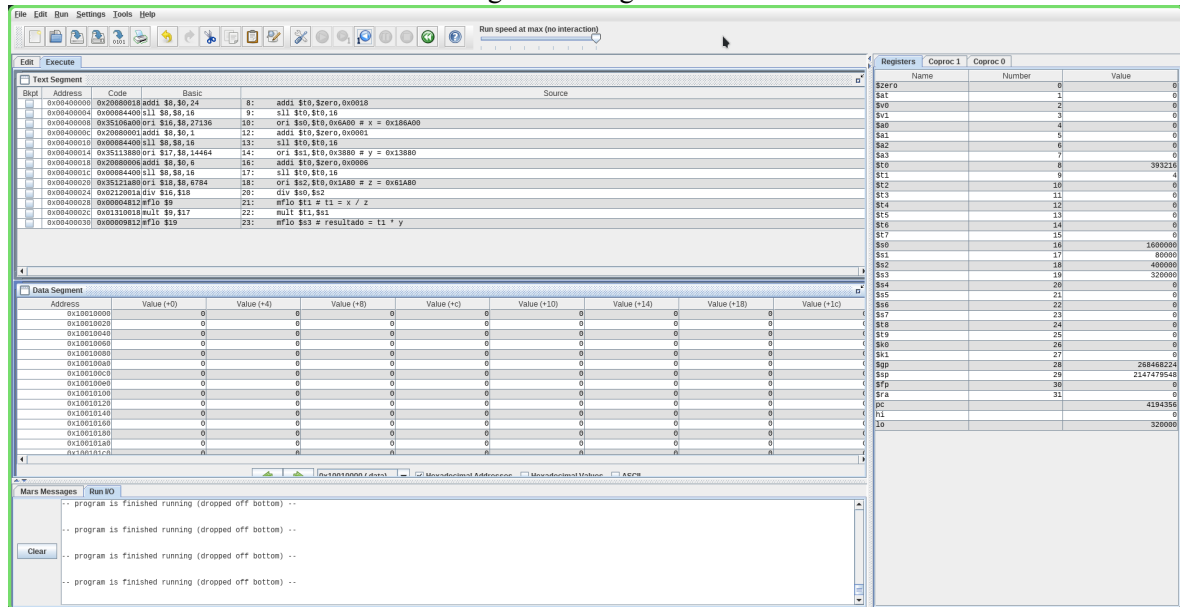 File Edit Run Settings Tools Help
Run speed at max (no interaction)
Edit Execute
Text Segment
Bkpt Address Code Basic Source
0x00400000 0x20080018 addi $8,$0,24 8: addi $t0,$zero,0x0018
0x00400004 0x00084400 sll $8,$8,16 9: sll $t0,$t0,16
0x00400008 0x35106a00 ori $16,$8,27136 10: ori $s0,$t0,0x6A00 # x = 0x186A00
0x0040000c 0x20080001 addi $8,$0,1 12: addi $t0,$zero,0x0001
0x00400010 0x00084400 sll $8,$8,16 13: sll $t0,$t0,16
0x00400014 0x35113880 ori $17,$8,14464 14: ori $s1,$t0,0x3880 # y = 0x13880
0x00400018 0x20080006 addi $8,$0,6 16: addi $t0,$zero,0x0006
0x0040001c 0x00084400 sll $8,$8,16 17: sll $t0,$t0,16
0x00400020 0x35121a80 ori $18,$8,6784 18: ori $s2,$t0,0x1A80 # z = 0x61A80
0x00400024 0x0212001a div $16,$18 20: div $s0,$s2
0x00400028 0x00004812 mflo $9 21: mflo $t1 # t1 = x / z
0x0040002c 0x01310018 mult $9,$17 22: mult $t1,$s1
0x00400030 0x00009812 mflo $19 23: mflo $s3 # resultado = t1 * y
Data Segment
Address Value (+0) Value (+4) Value (+8) Value (+c) Value (+10) Value (+14) Value (+18) Value (+1c)
0x10010000 0 0 0 0 0 0 0
0x10010020 0 0 0 0 0 0 0
0x10010040 0 0 0 0 0 0 0
0x10010060 0 0 0 0 0 0 0
0x10010080 0 0 0 0 0 0 0
0x100100a0 0 0 0 0 0 0 0
0x100100c0 0 0 0 0 0 0 0
0x100100e0 0 0 0 0 0 0 0
0x10010100 0 0 0 0 0 0 0
0x10010120 0 0 0 0 0 0 0
0x10010140 0 0 0 0 0 0 0
0x10010160 0 0 0 0 0 0 0
0x10010180 0 0 0 0 0 0 0
0x100101a0 0 0 0 0 0 0 0
0x100101c0 0 0 0 0 0 0 0
0x10010000 (.data) Hexadecimal Addresses Hexadecimal Values ASCII
Mars Messages Run I/O
-- program is finished running (dropped off bottom) --
-- program is finished running (dropped off bottom) --
Clear
-- program is finished running (dropped off bottom) --
-- program is finished running (dropped off bottom) --
Registers Coproc 1 Coproc 0
Name Number Value
$zero 0 0
$at 1 0
$v0 2 0
$v1 3 0
$a0 4 0
$a1 5 0
$a2 6 0
$a3 7 0
$t0 8 393216
$t1 9 4
$t2 10 0
$t3 11 0
$t4 12 0
$t5 13 0
$t6 14 0
$t7 15 0
$s0 16 1600000
$s1 17 80000
$s2 18 400000
$s3 19 320000
$s4 20 0
$s5 21 0
$s6 22 0
$s7 23 0
$t8 24 0
$t9 25 0
$k0 26 0
$k1 27 0
$gp 28 268468224
$sp 29 2147479548
$fp 30 0
$ra 31 0
pc 4194356
hi 0
lo 320000